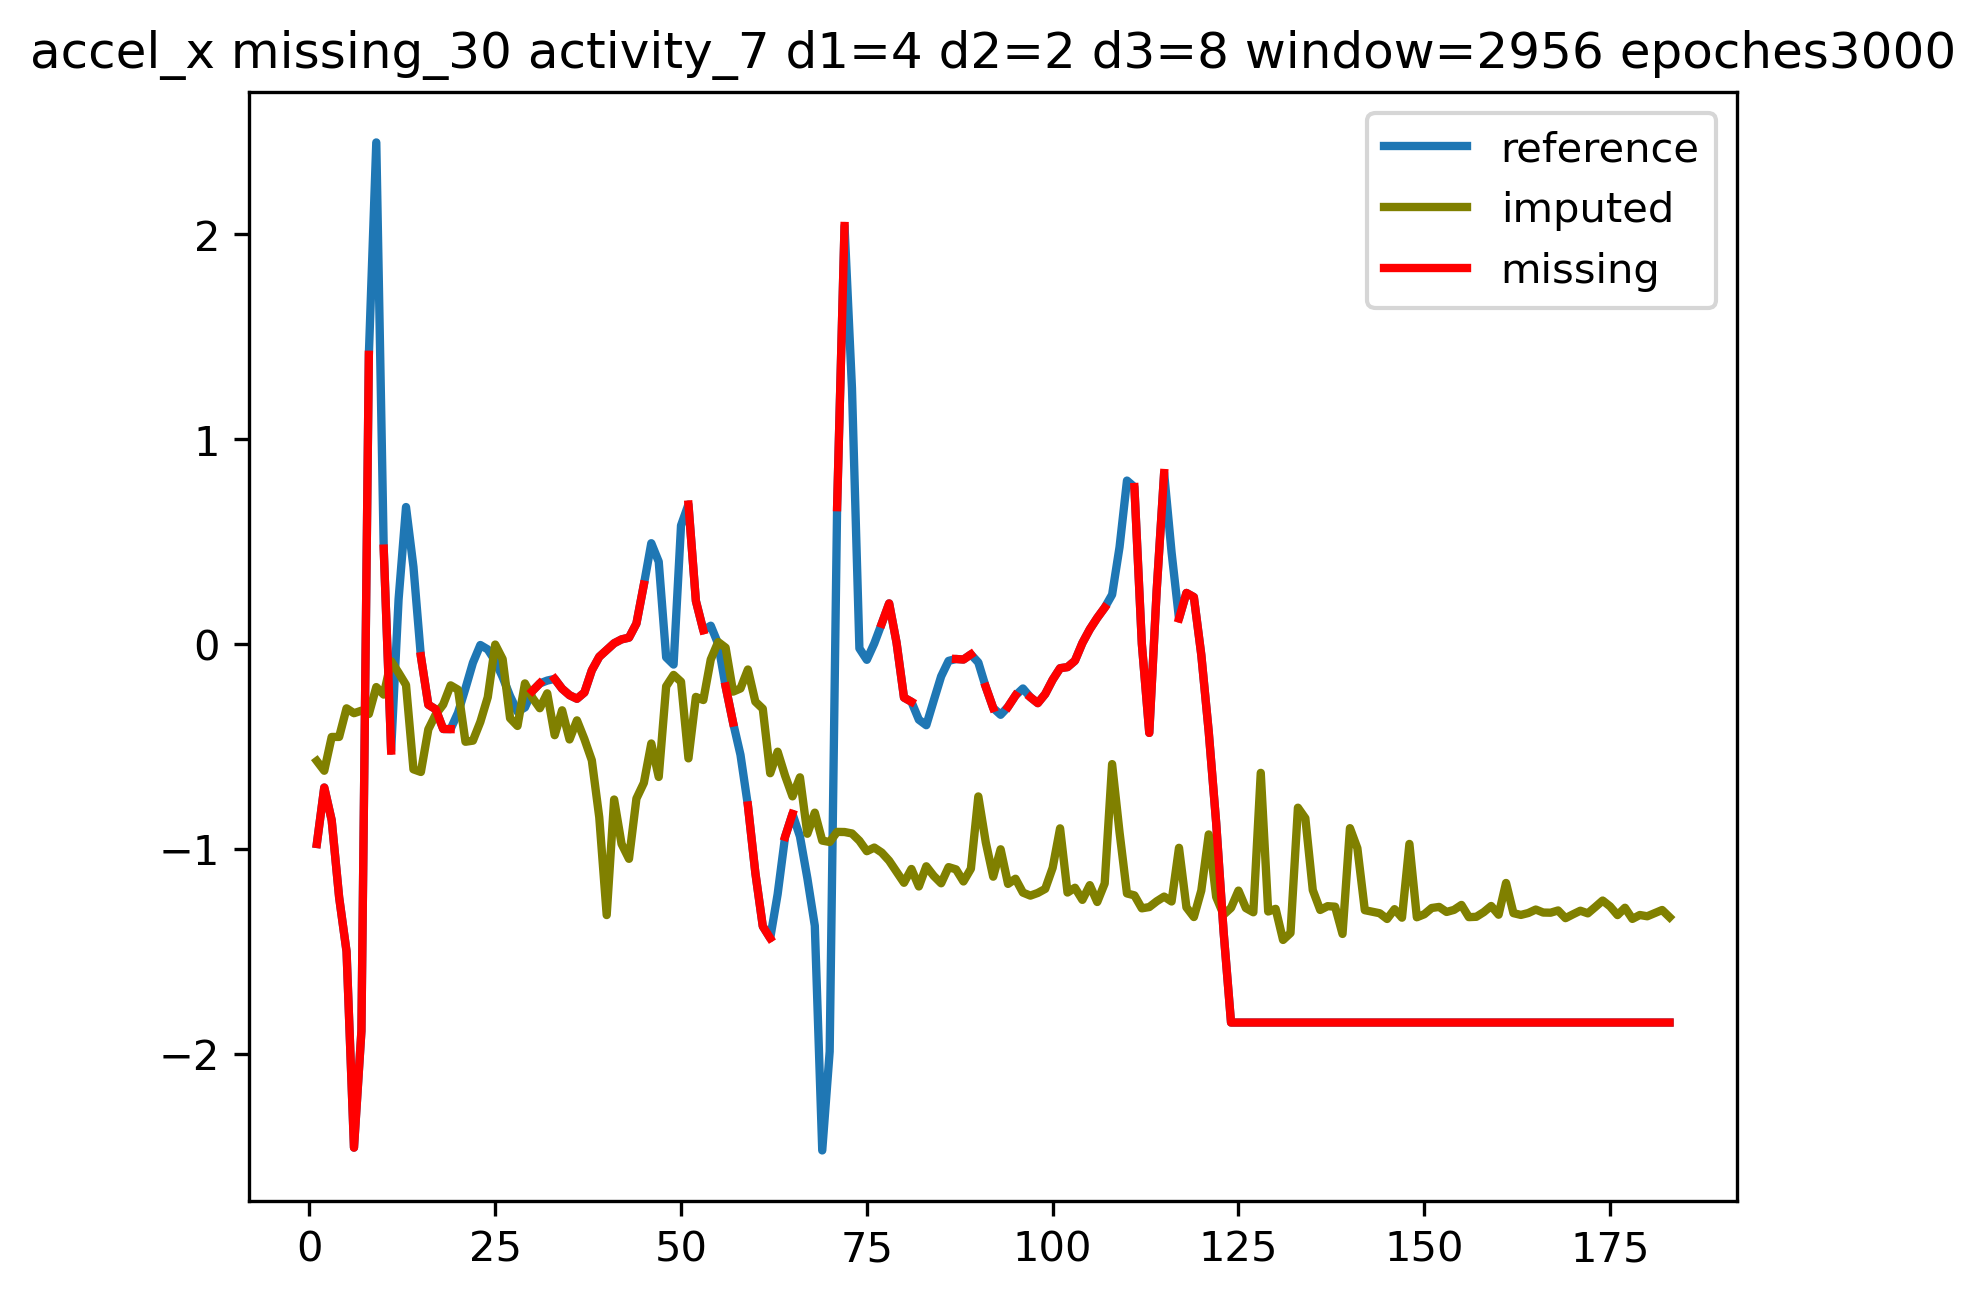 accel_x missing_30 activity_7 d1=4 d2=2 d3=8 window=2956 epoches3000
reference
imputed
missing
2
1
0
−1
−2
0 25 50 75 100 125 150 175